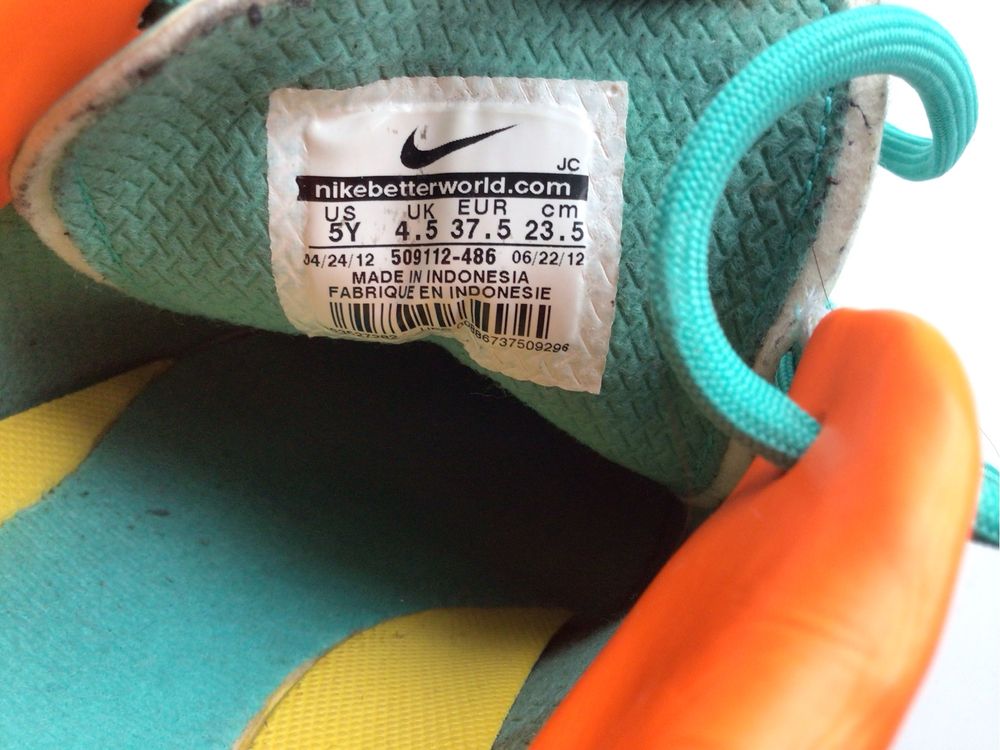 JC
nikebetterworld.com
US UK EUR cm
5Y 4.5 37.5 23.5
04/24/12 509112-486 06/22/12
MADE IN INDONESIA
FABRIQUE EN INDONESIE